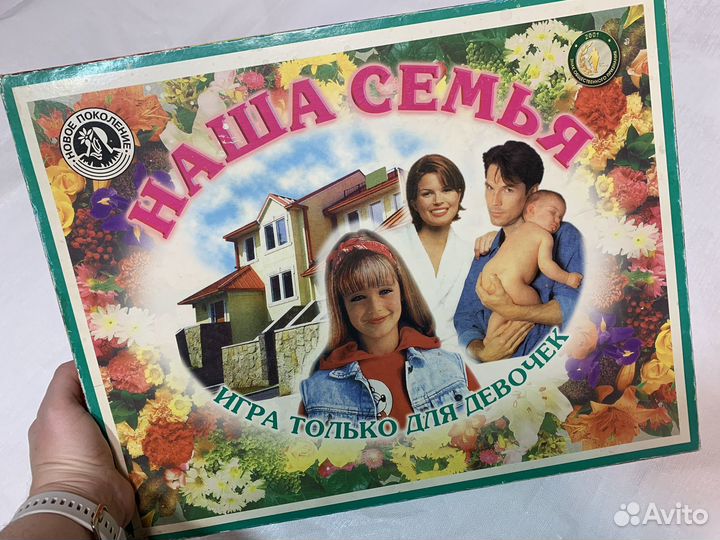 НОВОЕ ПОКОЛЕНИЕ
НАША СЕМЬЯ
2001
ИГРА ТОЛЬКО ДЛЯ ДЕВОЧЕК
Avito